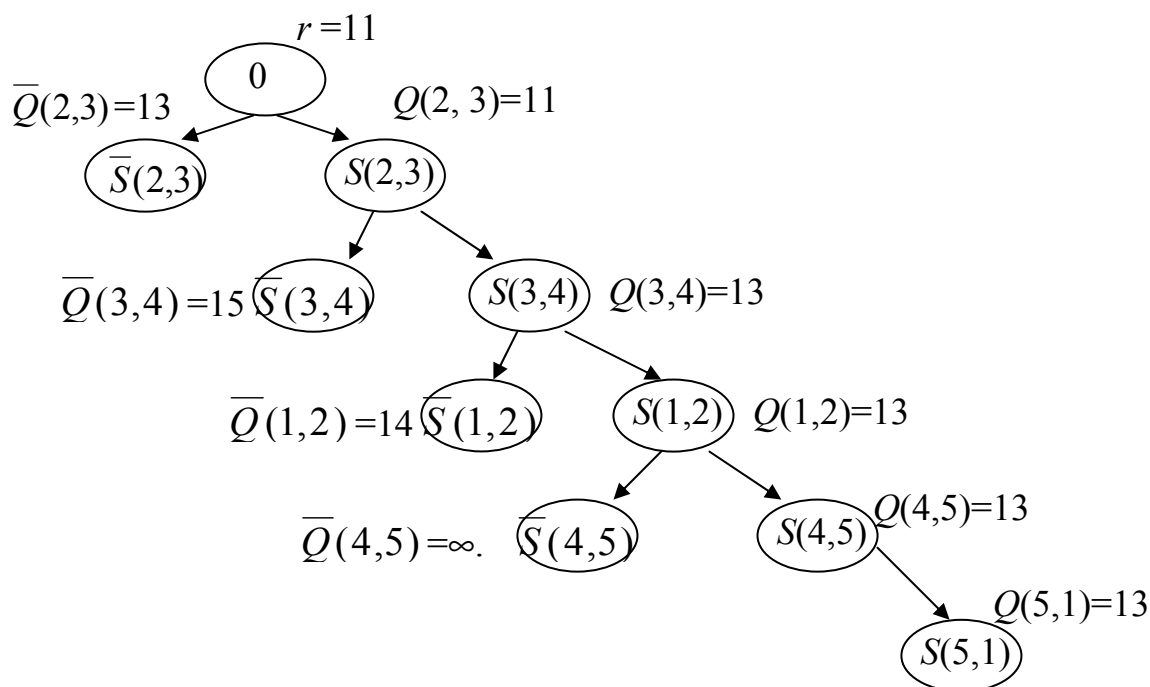 r =11
0
Q̅(2,3)=13 Q(2, 3)=11
S̅(2,3) S(2,3)
Q̅(3,4)=15 S̅(3,4) S(3,4) Q(3,4)=13
Q̅(1,2)=14 S̅(1,2) S(1,2) Q(1,2)=13
Q̅(4,5)=∞. S̅(4,5) S(4,5) Q(4,5)=13
Q(5,1)=13
S(5,1)